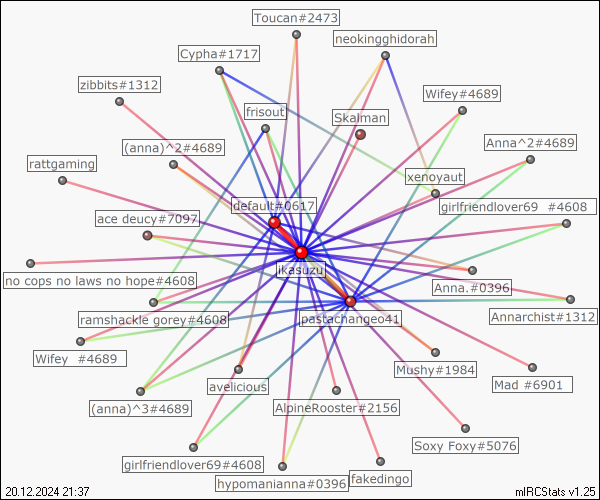 Toucan#2473
neokingghidorah
Cypha#1717
zibbits#1312
Wifey#4689
frisout
Skalman
Anna^2#4689
(anna)^2#4689
rattgaming
xenoyaut
default#0617
girlfriendlover69 #4608
ace deucy#7097
ikasuzu
no cops no laws no hope#4608
Anna.#0396
ramshackle gorey#4608
pastachangeo41
Annarchist#1312
Wifey #4689
Mushy#1984
avelicious
Mad #6901
(anna)^3#4689
AlpineRooster#2156
Soxy Foxy#5076
girlfriendlover69#4608
fakedingo
hypomanianna#0396
20.12.2024 21:37
mIRCStats v1.25